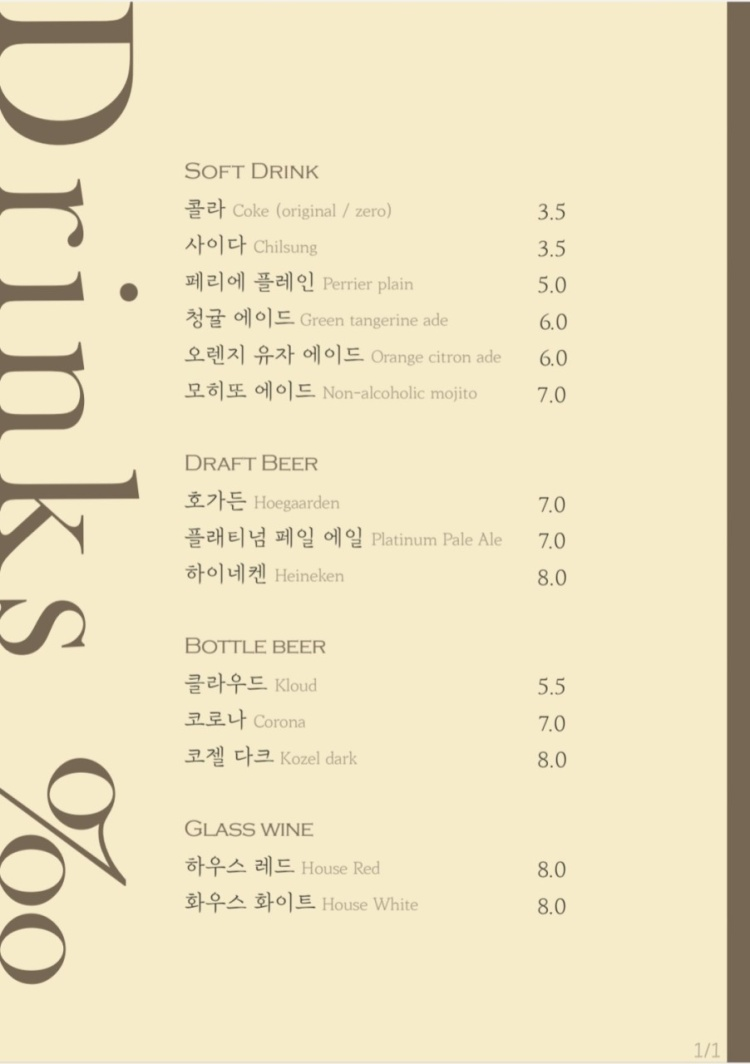 Drinks %
SOFT DRINK
콜라 Coke (original / zero) 3.5
사이다 Chilsung 3.5
페리에 플레인 Perrier plain 5.0
청귤 에이드 Green tangerine ade 6.0
오렌지 유자 에이드 Orange citron ade 6.0
모히또 에이드 Non-alcoholic mojito 7.0
DRAFT BEER
호가든 Hoegaarden 7.0
플래티넘 페일 에일 Platinum Pale Ale 7.0
하이네켄 Heineken 8.0
BOTTLE BEER
클라우드 Kloud 5.5
코로나 Corona 7.0
코젤 다크 Kozel dark 8.0
GLASS WINE
하우스 레드 House Red 8.0
화우스 화이트 House White 8.0
1/1